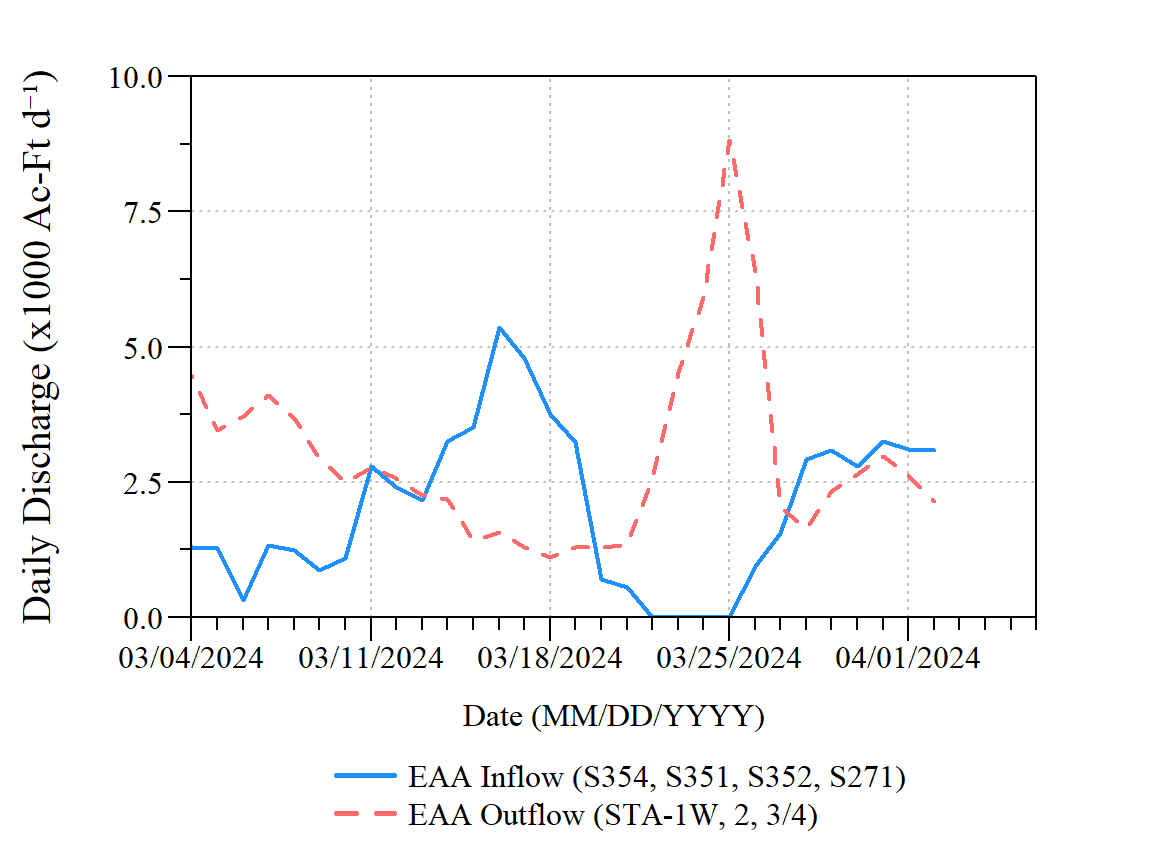 Daily Discharge (x1000 Ac-Ft d⁻¹)
10.0
7.5
5.0
2.5
0.0
03/04/2024 03/11/2024 03/18/2024 03/25/2024 04/01/2024
Date (MM/DD/YYYY)
EAA Inflow (S354, S351, S352, S271)
EAA Outflow (STA-1W, 2, 3/4)